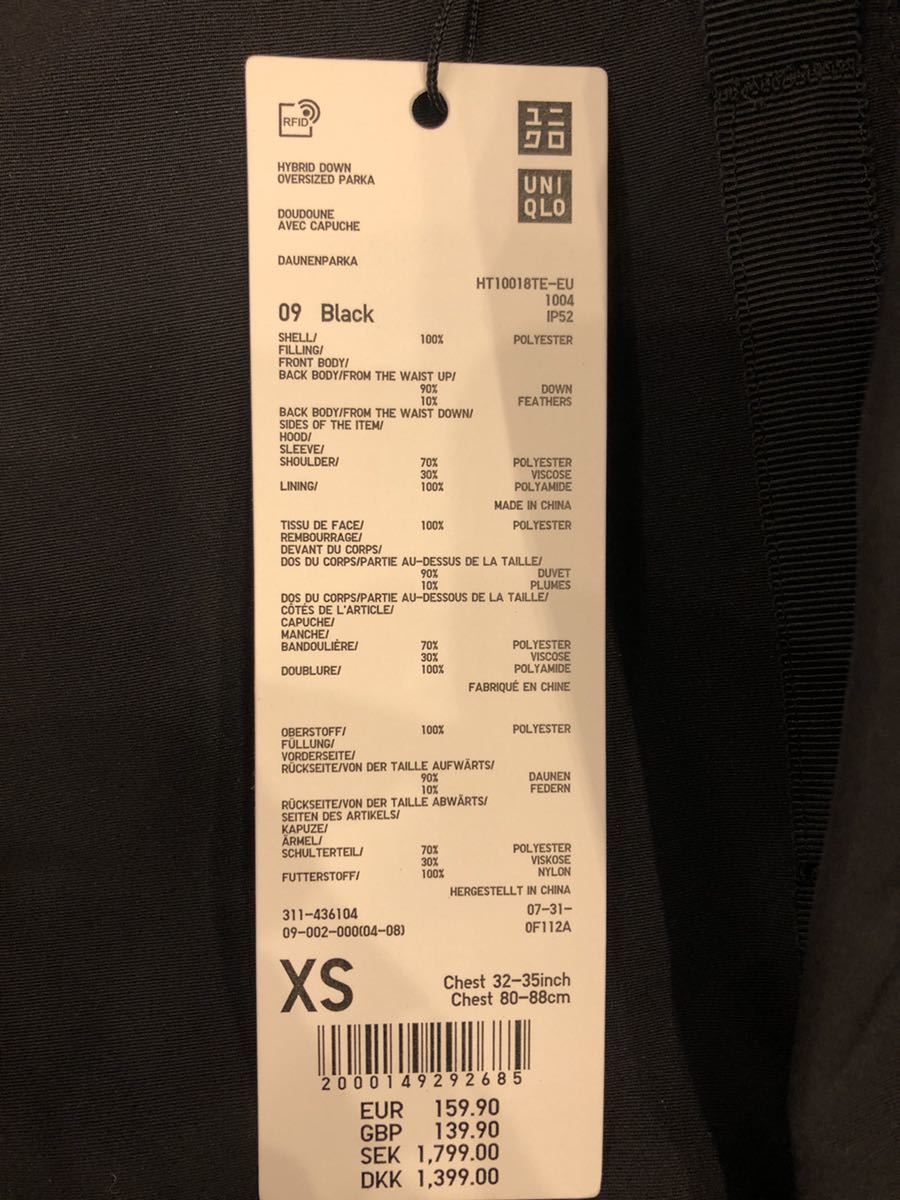 RFID
ユニ
クロ
UNI
QLO
HYBRID DOWN
OVERSIZED PARKA
DOUDOUNE
AVEC CAPUCHE
DAUNENPARKA
HT10018TE-EU
1004
09 Black IP52
SHELL/ 100% POLYESTER
FILLING/
FRONT BODY/
BACK BODY/FROM THE WAIST UP/
90% DOWN
10% FEATHERS
BACK BODY/FROM THE WAIST DOWN/
SIDES OF THE ITEM/
HOOD/
SLEEVE/
SHOULDER/ 70% POLYESTER
30% VISCOSE
LINING/ 100% POLYAMIDE
MADE IN CHINA
TISSU DE FACE/ 100% POLYESTER
REMBOURRAGE/
DEVANT DU CORPS/
DOS DU CORPS/PARTIE AU-DESSUS DE LA TAILLE/
90% DUVET
10% PLUMES
DOS DU CORPS/PARTIE AU-DESSOUS DE LA TAILLE/
CÔTÉS DE L'ARTICLE/
CAPUCHE/
MANCHE/
BANDOULIÈRE/ 70% POLYESTER
30% VISCOSE
DOUBLURE/ 100% POLYAMIDE
FABRIQUÉ EN CHINE
OBERSTOFF/ 100% POLYESTER
FÜLLUNG/
VORDERSEITE/
RÜCKSEITE/VON DER TAILLE AUFWÄRTS/
90% DAUNEN
10% FEDERN
RÜCKSEITE/VON DER TAILLE ABWÄRTS/
SEITEN DES ARTIKELS/
KAPUZE/
ÄRMEL/
SCHULTERTEIL/ 70% POLYESTER
30% VISKOSE
FUTTERSTOFF/ 100% NYLON
HERGESTELLT IN CHINA
311-436104 07-31-
09-002-000(04-08) 0F112A
XS Chest 32-35inch
Chest 80-88cm
2000149292685
EUR 159.90
GBP 139.90
SEK 1,799.00
DKK 1,399.00